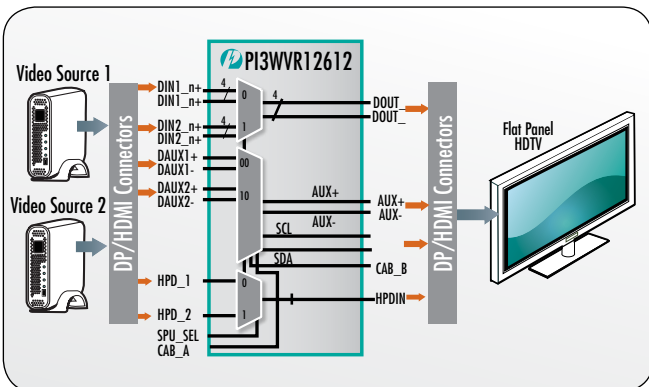 PI3WVR12612
Video Source 1
Video Source 2
DP/HDMI Connectors
DIN1_n+
DIN1_n+
DIN2_n+
DIN2_n+
DAUX1+
DAUX1-
DAUX2+
DAUX2-
HPD_1
HPD_2
SPU_SEL
CAB_A
4
4
0
1
00
10
0
1
4
AUX+
AUX-
SCL
SDA
DOUT_
DOUT_
AUX+
AUX-
CAB_B
HPDIN
DP/HDMI Connectors
Flat Panel
HDTV